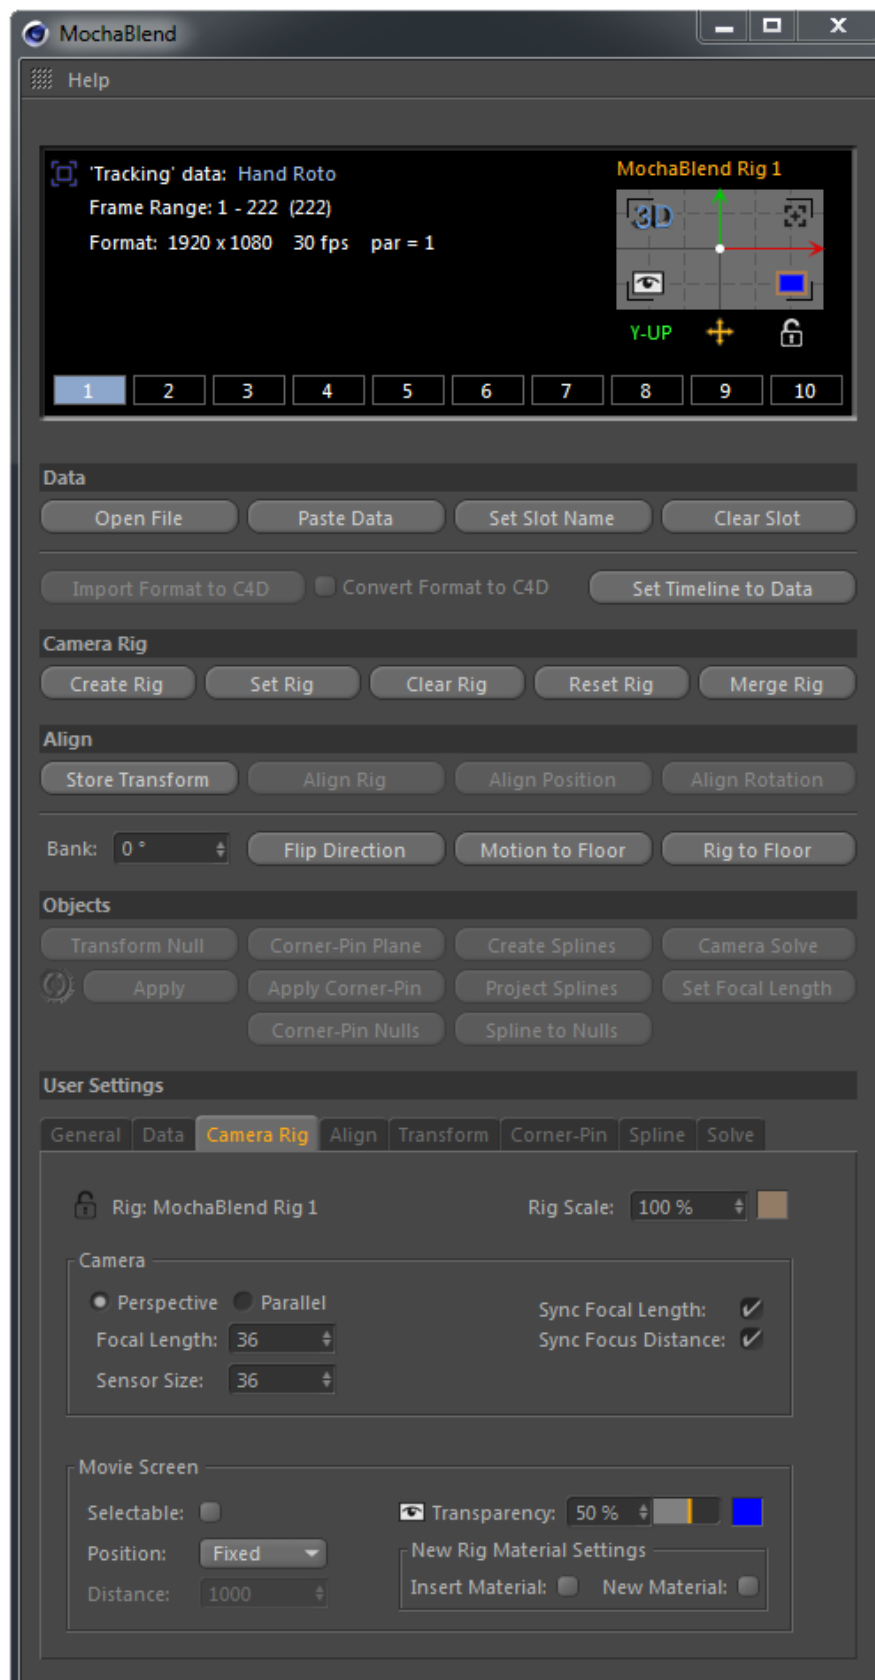 MochaBlend
Help
'Tracking' data: Hand Roto
MochaBlend Rig 1
Frame Range: 1 - 222 (222)
3D
Format: 1920 x 1080 30 fps par = 1
Y-UP
1 2 3 4 5 6 7 8 9 10
Data
Open File Paste Data Set Slot Name Clear Slot
Import Format to C4D Convert Format to C4D Set Timeline to Data
Camera Rig
Create Rig Set Rig Clear Rig Reset Rig Merge Rig
Align
Store Transform Align Rig Align Position Align Rotation
Bank: 0 ° Flip Direction Motion to Floor Rig to Floor
Objects
Transform Null Corner-Pin Plane Create Splines Camera Solve
Apply Apply Corner-Pin Project Splines Set Focal Length
Corner-Pin Nulls Spline to Nulls
User Settings
General Data Camera Rig Align Transform Corner-Pin Spline Solve
Rig: MochaBlend Rig 1 Rig Scale: 100 %
Camera
Perspective Parallel Sync Focal Length:
Focal Length: 36 Sync Focus Distance:
Sensor Size: 36
Movie Screen
Selectable: Transparency: 50 %
Position: Fixed New Rig Material Settings
Distance: 1000 Insert Material: New Material: